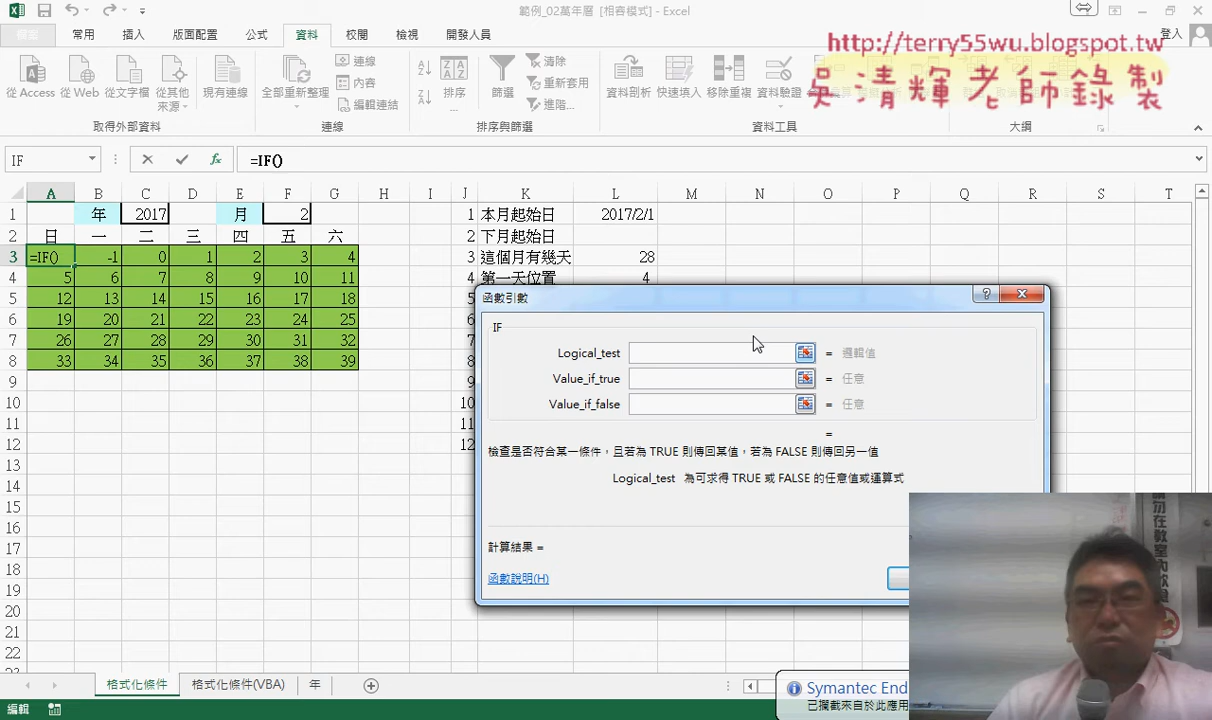 範例_02萬年曆 [相容模式] - Excel
常用 插入 版面配置 公式 資料 校閱 檢視 開發人員 登入
http://terry55wu.blogspot.tw
吳清輝老師錄製
從 Access 從 Web 從文字檔 從其他來源 現有連線 全部重新整理 連線 內容 編輯連結 排序 篩選 清除 重新套用 進階... 資料剖析 快速填入 移除重複 資料驗證
取得外部資料 連線 排序與篩選 資料工具 大綱
IF fx =IF()
A B C D E F G H I J K L M N O P Q R S T
1 年 2017 月 2 1 本月起始日 2017/2/1
2 日 一 二 三 四 五 六 2 下月起始日
3 =IF() -1 0 1 2 3 4 3 這個月有幾天 28
4 5 6 7 8 9 10 11 4 第一天位置 4
5 12 13 14 15 16 17 18 5
6 19 20 21 22 23 24 25 6
7 26 27 28 29 30 31 32 7
8 33 34 35 36 37 38 39 8
9 9
10 10
11 11
12 12
13
14
15
16
17
18
19
20
21
22
23
函數引數
IF
Logical_test = 邏輯值
Value_if_true = 任意
Value_if_false = 任意
=
檢查是否符合某一條件，且若為 TRUE 則傳回某值，若為 FALSE 則傳回另一值
Logical_test 為可求得 TRUE 或 FALSE 的任意值或運算式
計算結果 =
函數說明(H)
請勿在教室內飲
格式化條件 格式化條件(VBA) 年
Symantec End
已攔截來自於此應用
編輯